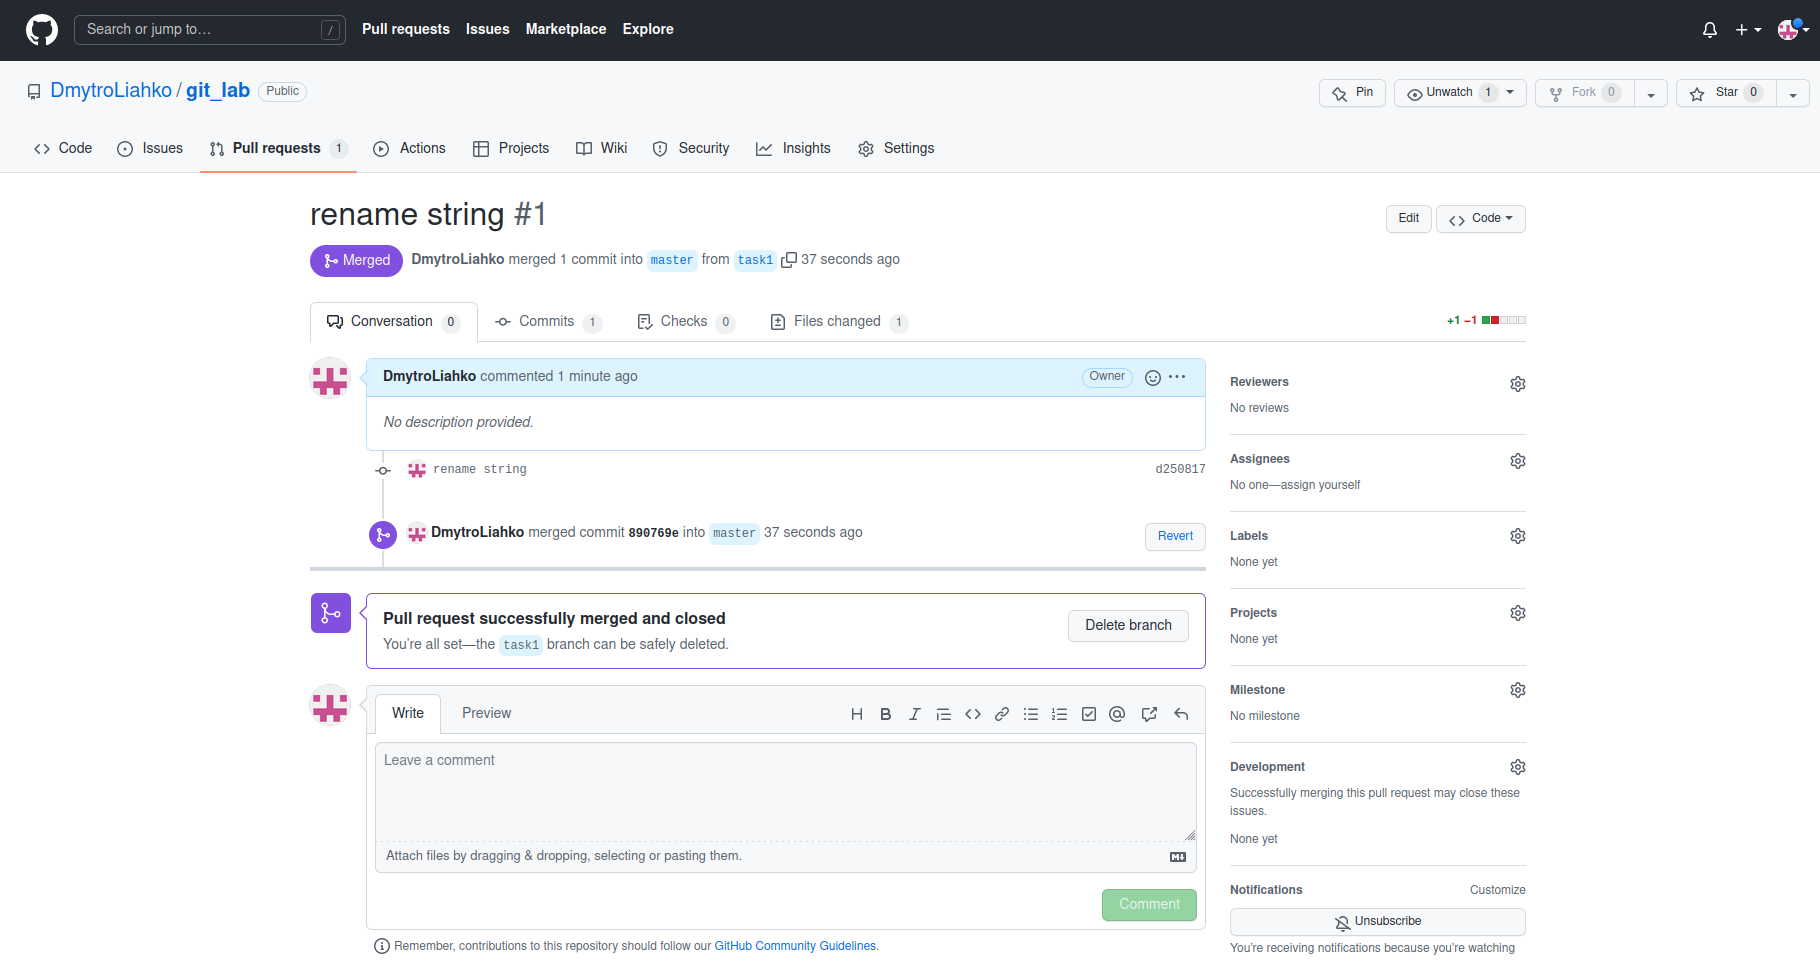 Search or jump to… /
Pull requests Issues Marketplace Explore
DmytroLiahko / git_lab Public
Pin Unwatch 1 Fork 0 Star 0
Code Issues Pull requests 1 Actions Projects Wiki Security Insights Settings
rename string #1
Edit Code
Merged DmytroLiahko merged 1 commit into master from task1 37 seconds ago
Conversation 0 Commits 1 Checks 0 Files changed 1
+1 −1
DmytroLiahko commented 1 minute ago Owner
No description provided.
rename string d250817
DmytroLiahko merged commit 890769e into master 37 seconds ago Revert
Pull request successfully merged and closed
You're all set—the task1 branch can be safely deleted.
Delete branch
Write Preview
Leave a comment
Attach files by dragging & dropping, selecting or pasting them.
Comment
Remember, contributions to this repository should follow our GitHub Community Guidelines.
Reviewers
No reviews
Assignees
No one—assign yourself
Labels
None yet
Projects
None yet
Milestone
No milestone
Development
Successfully merging this pull request may close these
issues.
None yet
Notifications Customize
Unsubscribe
You're receiving notifications because you're watching